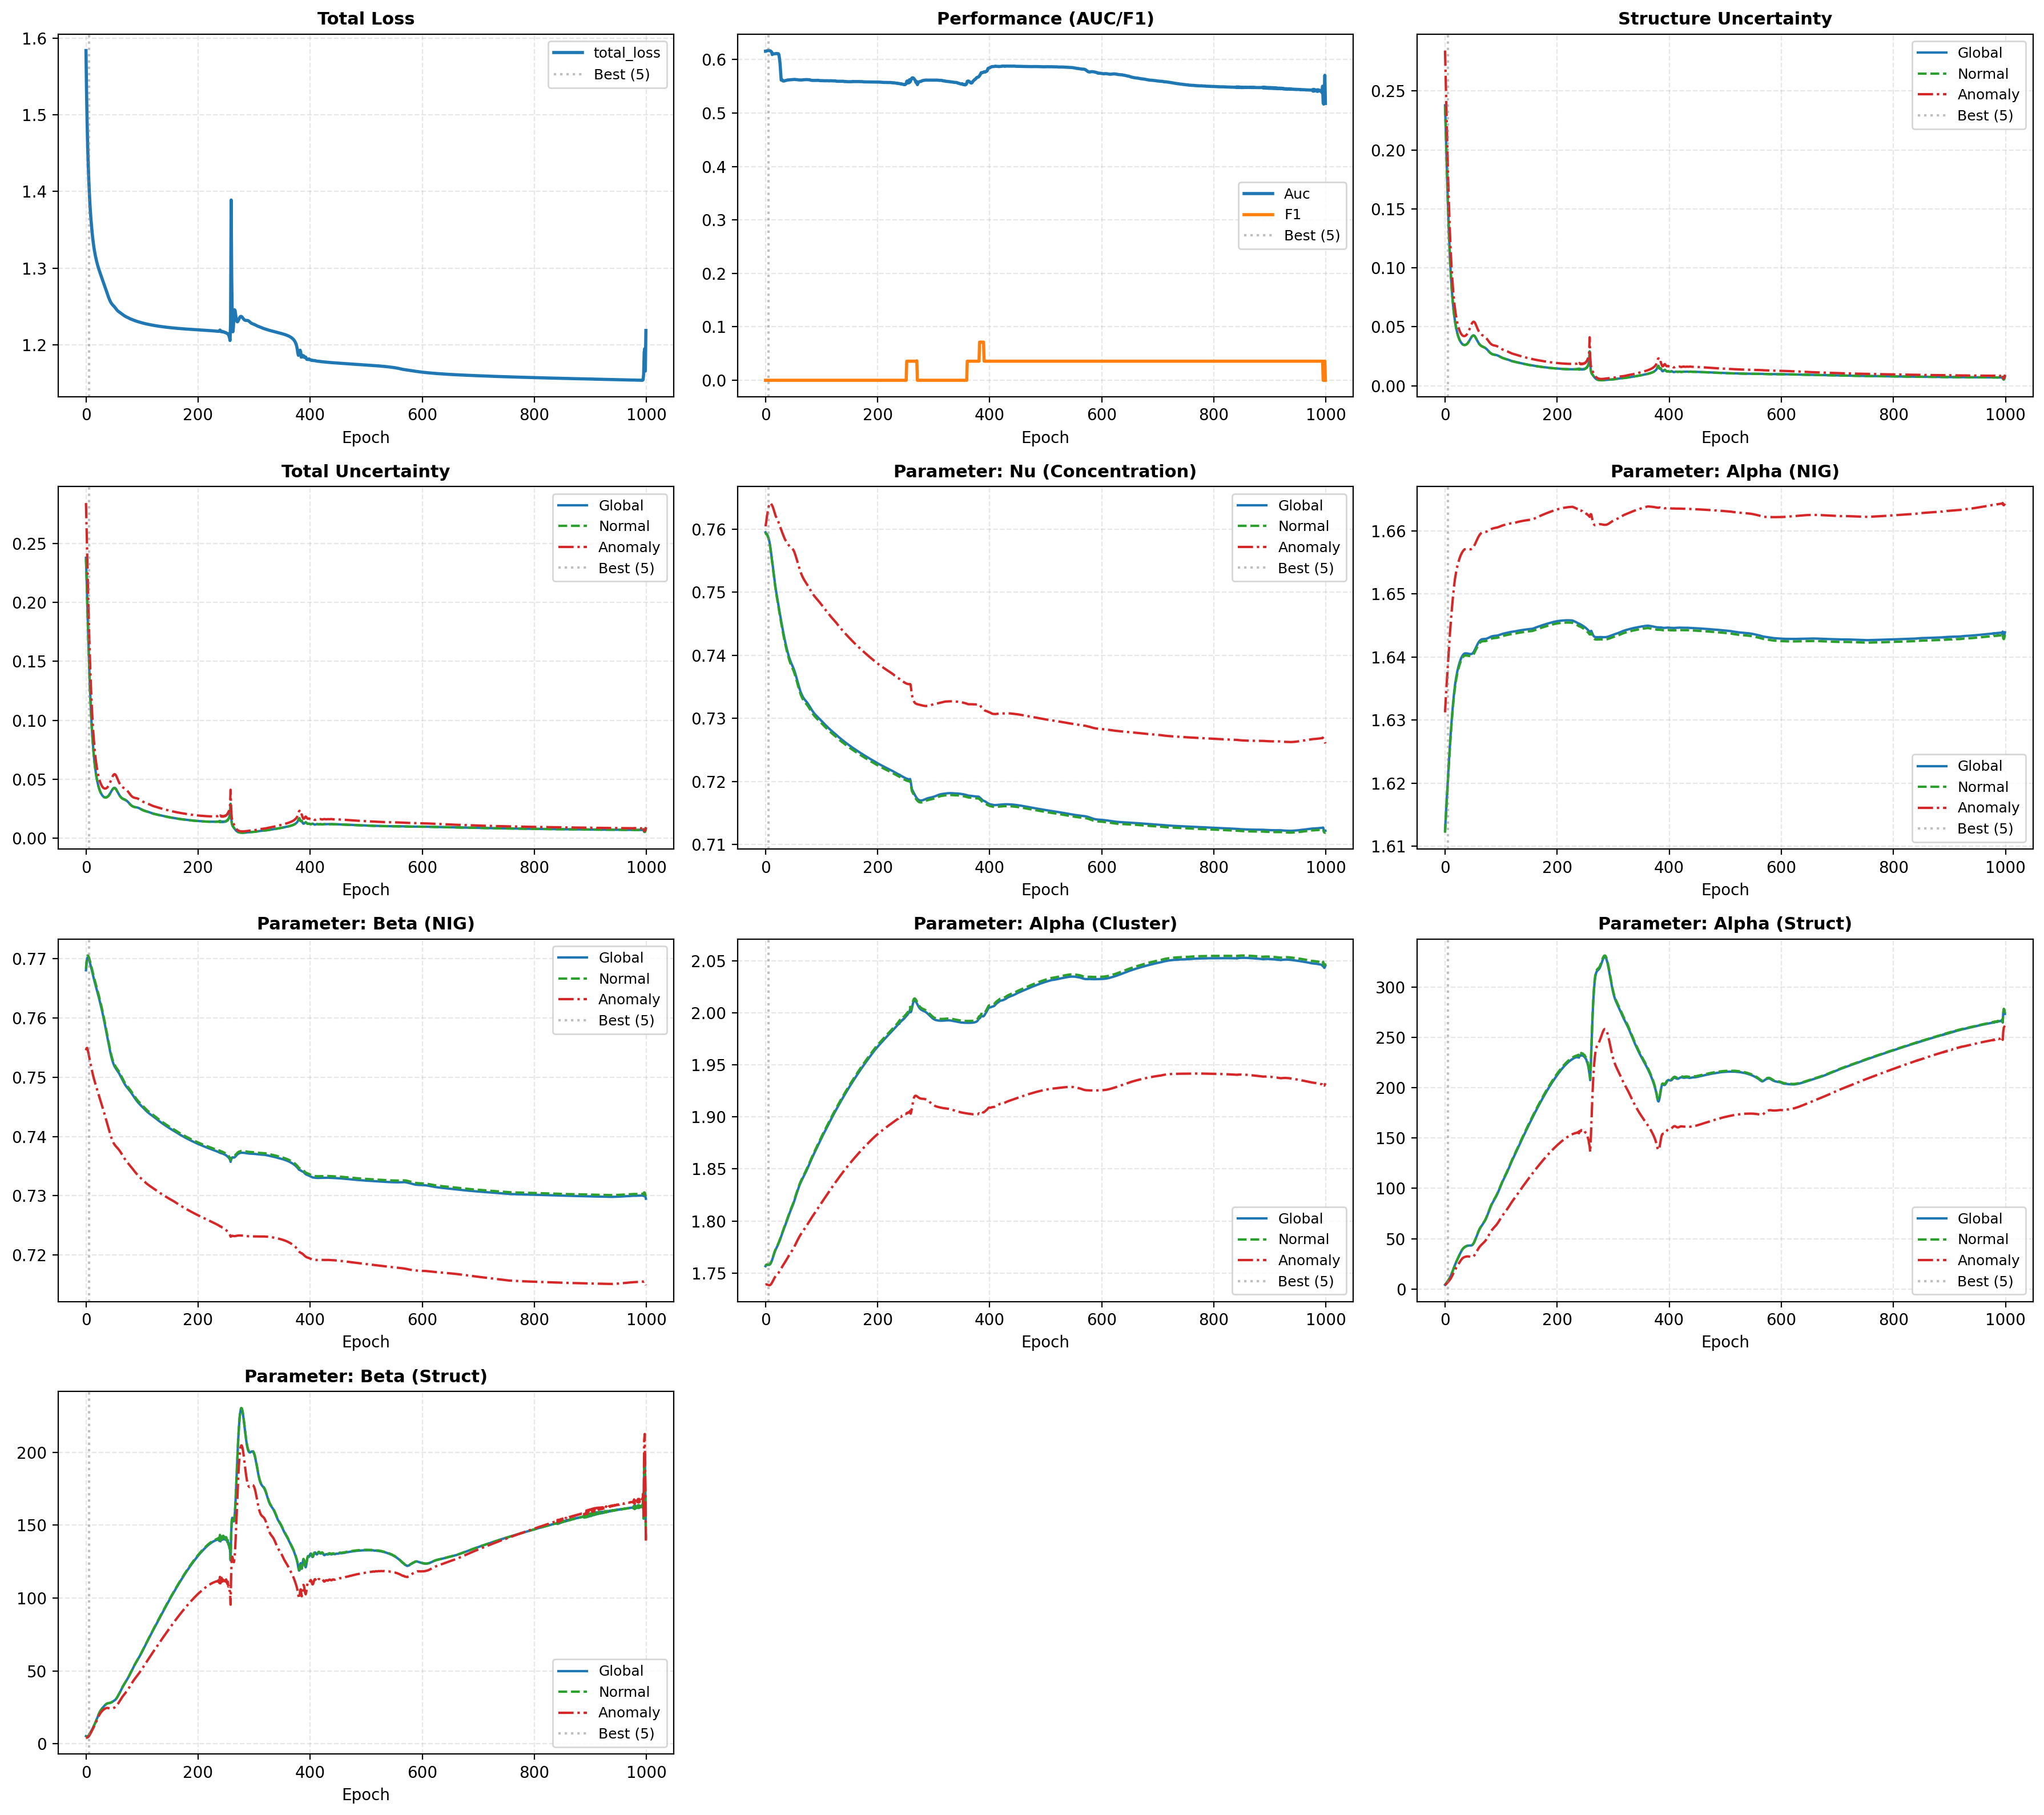 Total Loss
1.6
1.5
1.4
1.3
1.2
0
200
400
600
800
1000
Epoch
total_loss
Best (5)
Performance (AUC/F1)
0.6
0.5
0.4
0.3
0.2
0.1
0.0
0
200
400
600
800
1000
Epoch
Auc
F1
Best (5)
Structure Uncertainty
0.25
0.20
0.15
0.10
0.05
0.00
0
200
400
600
800
1000
Epoch
Global
Normal
Anomaly
Best (5)
Total Uncertainty
0.25
0.20
0.15
0.10
0.05
0.00
0
200
400
600
800
1000
Epoch
Global
Normal
Anomaly
Best (5)
Parameter: Nu (Concentration)
0.76
0.75
0.74
0.73
0.72
0.71
0
200
400
600
800
1000
Epoch
Global
Normal
Anomaly
Best (5)
Parameter: Alpha (NIG)
1.66
1.65
1.64
1.63
1.62
1.61
0
200
400
600
800
1000
Epoch
Global
Normal
Anomaly
Best (5)
Parameter: Beta (NIG)
0.77
0.76
0.75
0.74
0.73
0.72
0
200
400
600
800
1000
Epoch
Global
Normal
Anomaly
Best (5)
Parameter: Alpha (Cluster)
2.05
2.00
1.95
1.90
1.85
1.80
1.75
0
200
400
600
800
1000
Epoch
Global
Normal
Anomaly
Best (5)
Parameter: Alpha (Struct)
300
250
200
150
100
50
0
0
200
400
600
800
1000
Epoch
Global
Normal
Anomaly
Best (5)
Parameter: Beta (Struct)
200
150
100
50
0
0
200
400
600
800
1000
Epoch
Global
Normal
Anomaly
Best (5)